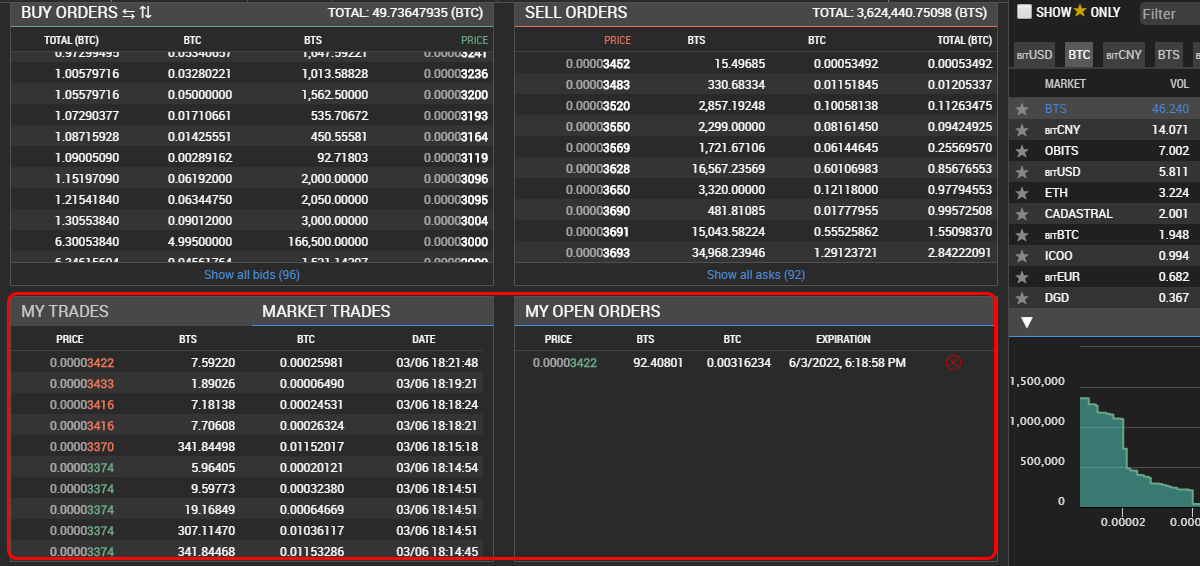 BUY ORDERS TOTAL: 49.73647935 (BTC)
TOTAL (BTC) BTC BTS PRICE
0.97299495 0.05340657 1,647.59221 0.00003241
1.00579716 0.03280221 1,013.58828 0.00003236
1.05579716 0.05000000 1,562.50000 0.00003200
1.07290377 0.01710661 535.70672 0.00003193
1.08715928 0.01425551 450.55581 0.00003164
1.09005090 0.00289162 92.71803 0.00003119
1.15197090 0.06192000 2,000.00000 0.00003096
1.21541840 0.06344750 2,050.00000 0.00003095
1.30553840 0.09012000 3,000.00000 0.00003004
6.30053840 4.99500000 166,500.00000 0.00003000
Show all bids (96)
SELL ORDERS TOTAL: 3,624,440.75098 (BTS)
PRICE BTS BTC TOTAL (BTC)
0.00003452 15.49685 0.00053492 0.00053492
0.00003483 330.68334 0.01151845 0.01205337
0.00003520 2,857.19248 0.10058138 0.11263475
0.00003550 2,299.00000 0.08161450 0.09424925
0.00003569 1,721.67106 0.06144645 0.25569570
0.00003628 16,567.23569 0.60106983 0.85676553
0.00003650 3,320.00000 0.12118000 0.97794553
0.00003690 481.81085 0.01777955 0.99572508
0.00003691 15,043.58224 0.55525862 1.55098370
0.00003693 34,968.23946 1.29123721 2.84222091
Show all asks (92)
MY TRADES MARKET TRADES
PRICE BTS BTC DATE
0.00003422 7.59220 0.00025981 03/06 18:21:48
0.00003433 1.89026 0.00006490 03/06 18:19:21
0.00003416 7.18138 0.00024531 03/06 18:18:24
0.00003416 7.70608 0.00026324 03/06 18:18:21
0.00003370 341.84498 0.01152017 03/06 18:15:18
0.00003374 5.96405 0.00020121 03/06 18:14:54
0.00003374 9.59773 0.00032380 03/06 18:14:51
0.00003374 19.16849 0.00064669 03/06 18:14:51
0.00003374 307.11470 0.01036117 03/06 18:14:51
0.00003374 341.84468 0.01153286 03/06 18:14:45
MY OPEN ORDERS
PRICE BTS BTC EXPIRATION
0.00003422 92.40801 0.00316234 6/3/2022, 6:18:58 PM
SHOW ★ ONLY Filter
BITUSD BTC BITCNY BTS
MARKET VOL
BTS 46.240
BITCNY 14.071
OBITS 7.002
BITUSD 5.811
ETH 3.224
CADASTRAL 2.001
BITBTC 1.948
ICOO 0.994
BITEUR 0.682
DGD 0.367
1,500,000
1,000,000
500,000
0
0.00002